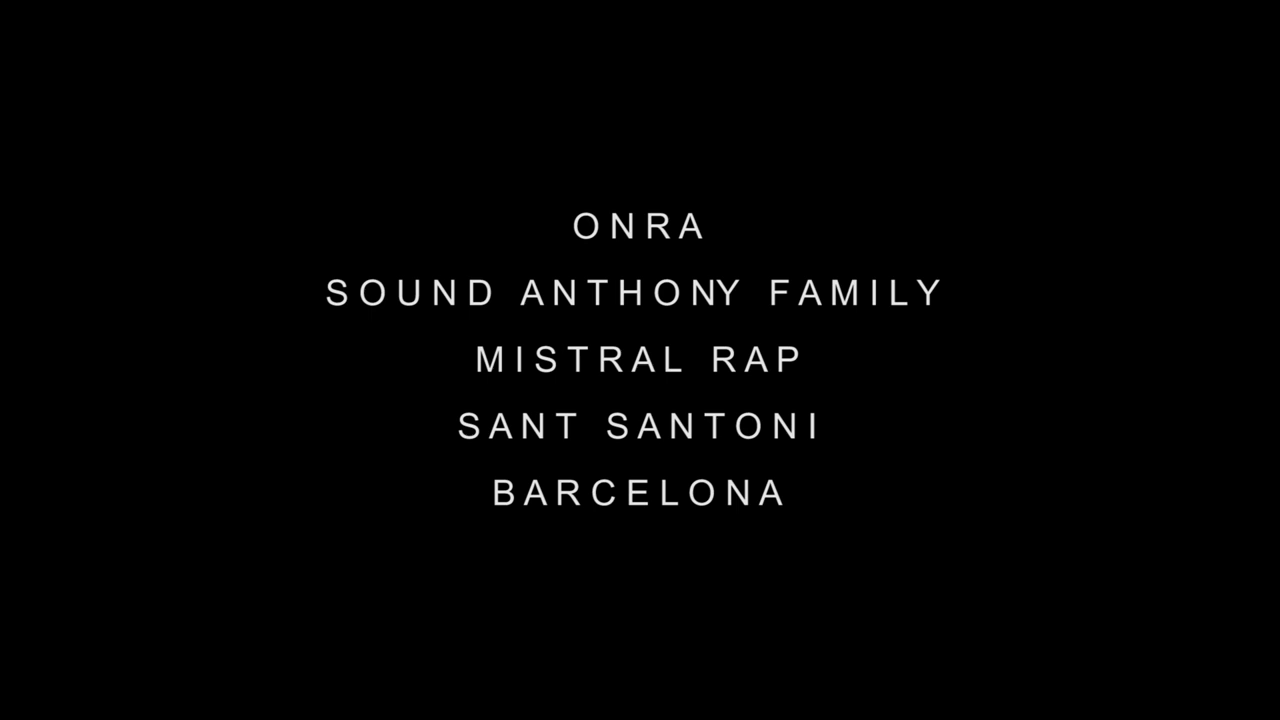 ONRA
SOUND ANTHONY FAMILY
MISTRAL RAP
SANT SANTONI
BARCELONA